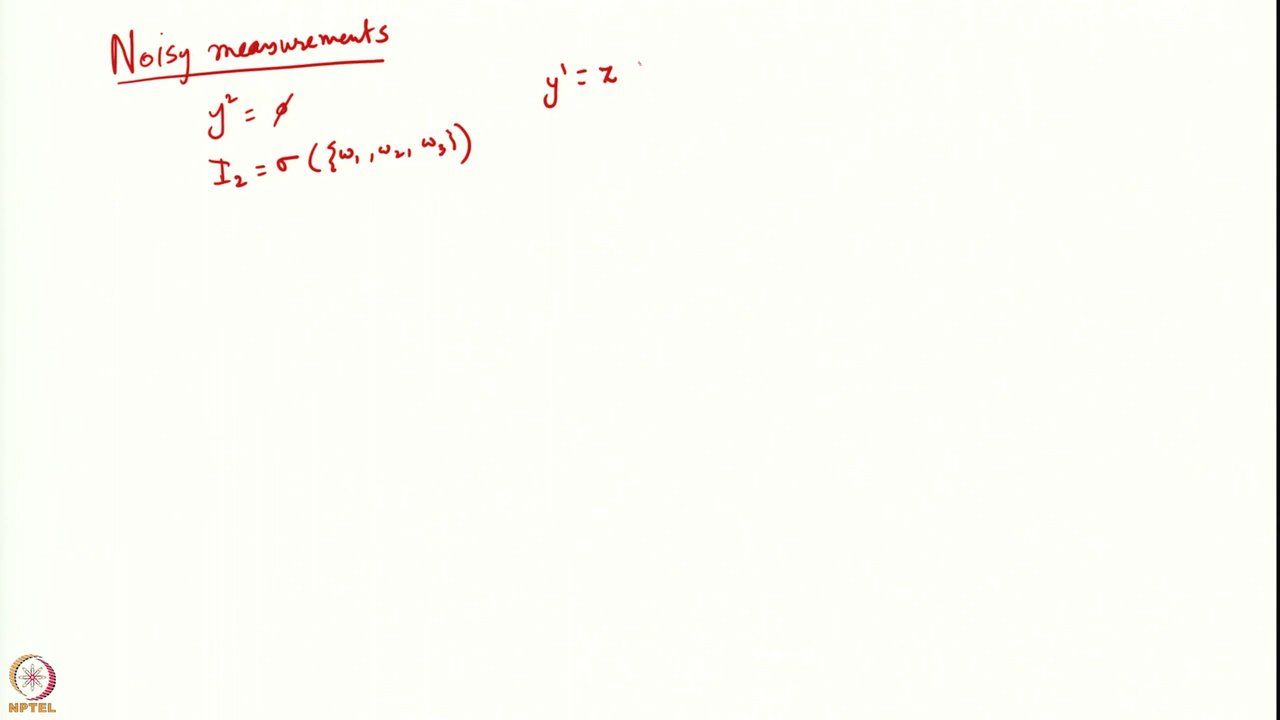 Noisy measurements
y² = ϕ
I₂ = σ ({ω₁, ω₂, ω₃})
y¹ = z
NPTEL